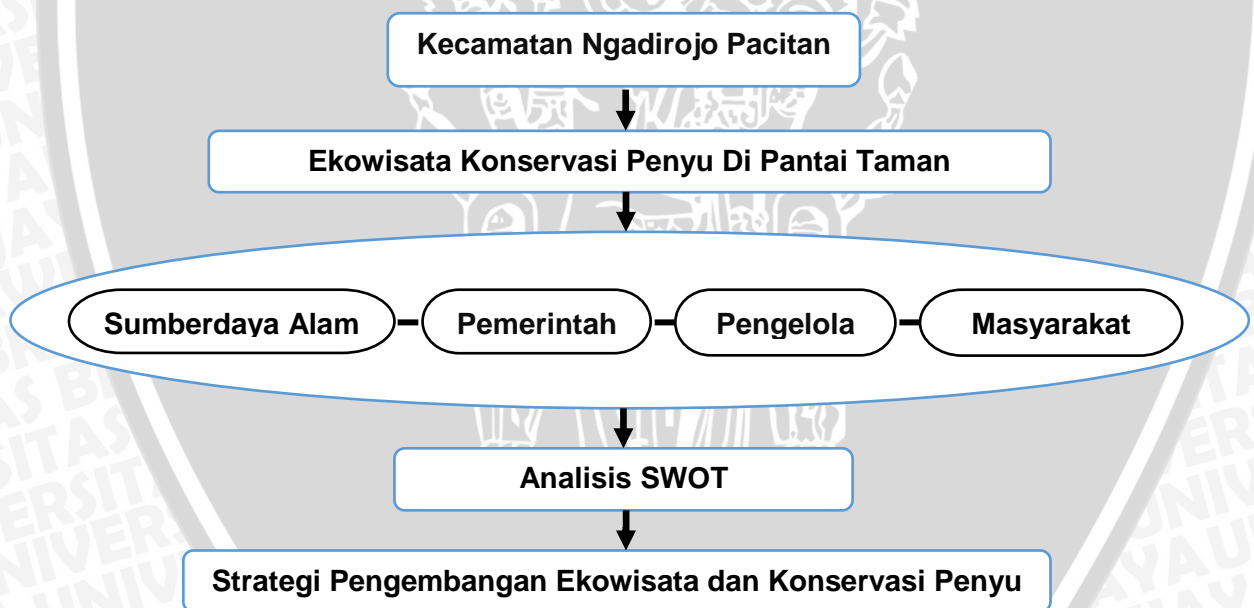 Kecamatan Ngadirojo Pacitan
Ekowisata Konservasi Penyu Di Pantai Taman
Sumberdaya Alam
Pemerintah
Pengelola
Masyarakat
Analisis SWOT
Strategi Pengembangan Ekowisata dan Konservasi Penyu